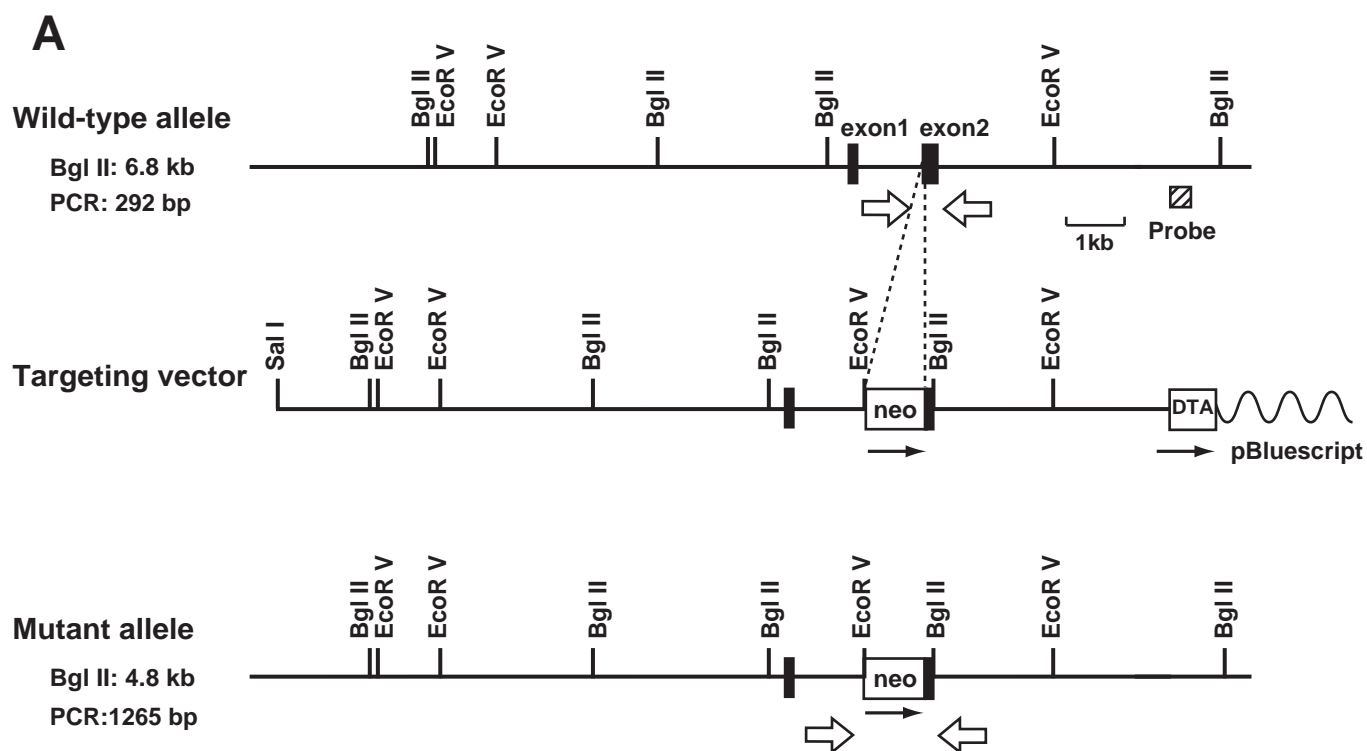 A
Wild-type allele
Bgl II: 6.8 kb
PCR: 292 bp
Bgl II
EcoR V
EcoR V
Bgl II
Bgl II
exon1
exon2
EcoR V
Bgl II
1kb
Probe
Targeting vector
Sal I
Bgl II
EcoR V
EcoR V
Bgl II
Bgl II
EcoR V
neo
Bgl II
EcoR V
DTA
pBluescript
Mutant allele
Bgl II: 4.8 kb
PCR:1265 bp
Bgl II
EcoR V
EcoR V
Bgl II
Bgl II
EcoR V
neo
Bgl II
EcoR V
Bgl II